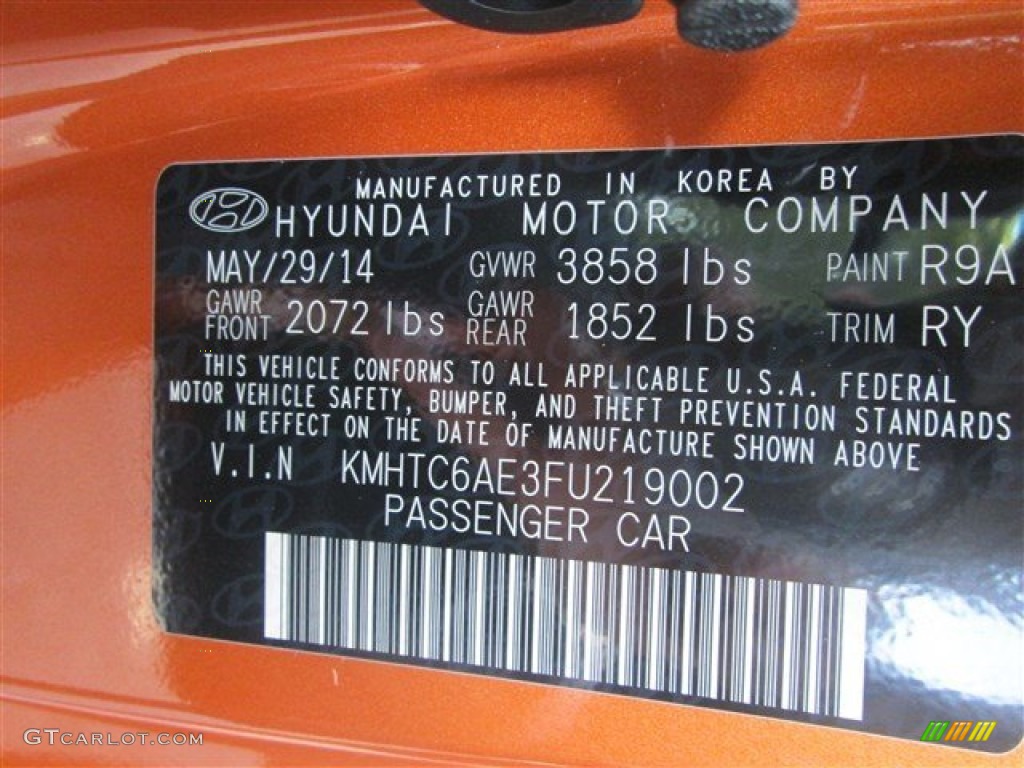 MANUFACTURED IN KOREA BY
HYUNDAI MOTOR COMPANY
MAY/29/14 GVWR 3858 lbs PAINT R9A
GAWR FRONT 2072 lbs GAWR REAR 1852 lbs TRIM RY
THIS VEHICLE CONFORMS TO ALL APPLICABLE U.S.A. FEDERAL
MOTOR VEHICLE SAFETY, BUMPER, AND THEFT PREVENTION STANDARDS
IN EFFECT ON THE DATE OF MANUFACTURE SHOWN ABOVE
V.I.N KMHTC6AE3FU219002
PASSENGER CAR
GTCARLOT.COM